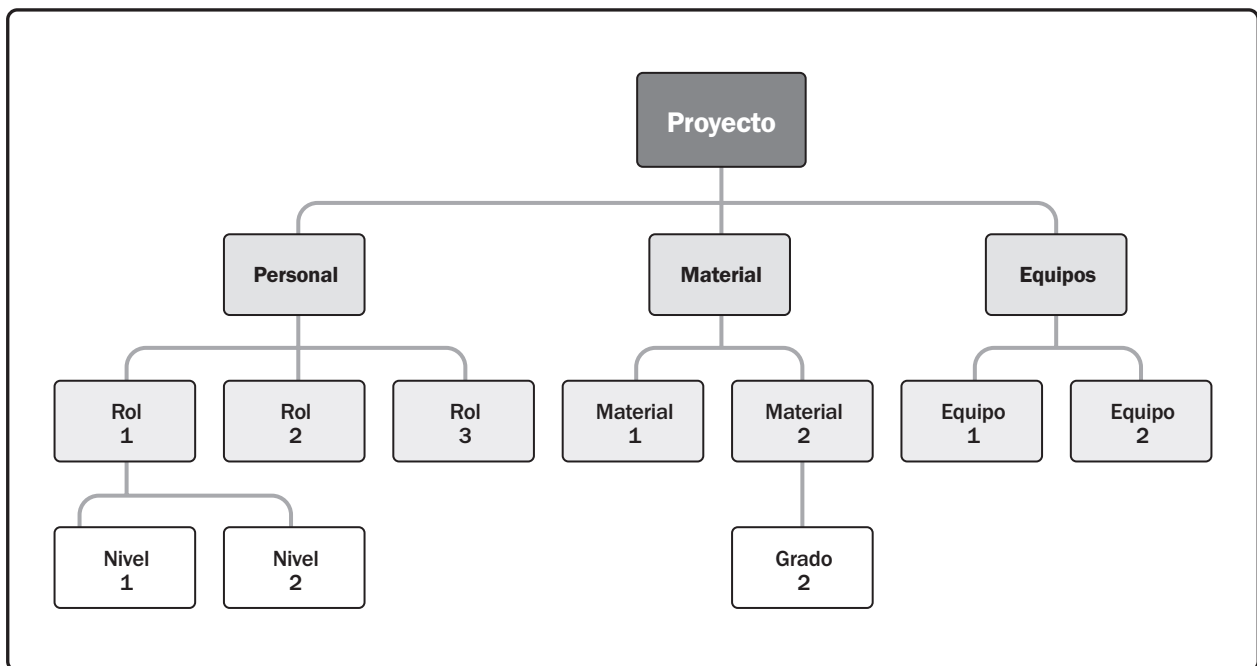 Proyecto
Personal
Material
Equipos
Rol
1
Rol
2
Rol
3
Material
1
Material
2
Equipo
1
Equipo
2
Nivel
1
Nivel
2
Grado
2